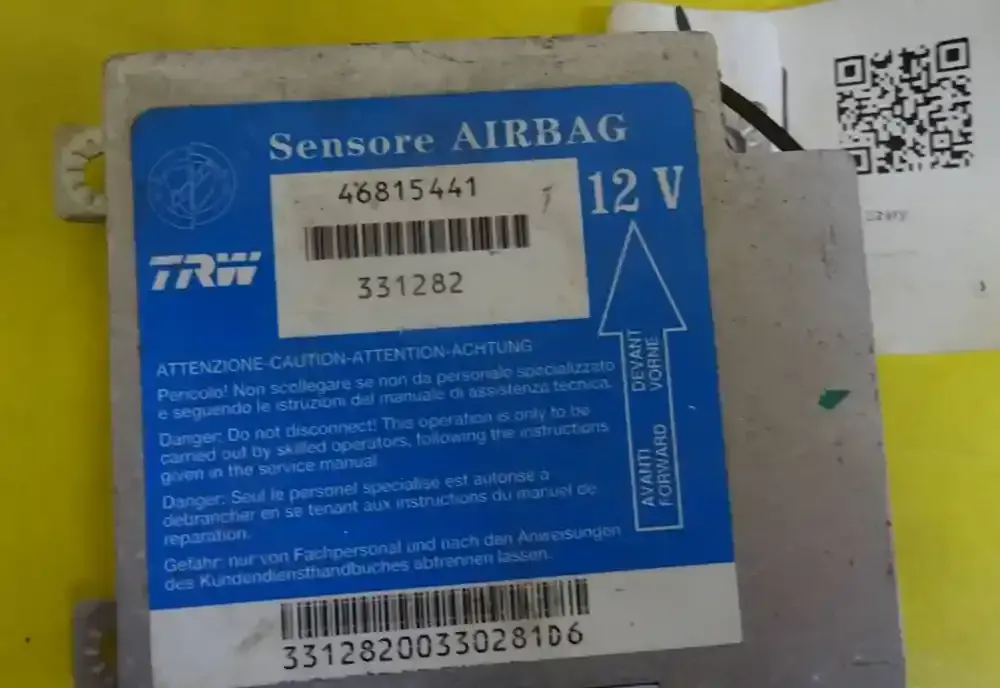 Sensore AIRBAG
46815441
12 V
331282
TRW
ATTENZIONE-CAUTION-ATTENTION-ACHTUNG
Pericolo! Non scollegare se non da personale specializzato
e seguendo le istruzioni del manuale di assistenza tecnica.
Danger: Do not disconnect! This operation is only to be
carried out by skilled operators, following the instructions
given in the service manual
Danger: Seul le personel specialise est autorise a
debrancher en se tenant aux instructions du manuel de
reparation.
Gefahr: nur von Fachpersonal und nach den Anweisungen
des Kundendiensthandbuches abtrennen lassen.
DEVANT
VORNE
AVANTI
FORWARD
33128200330281D6